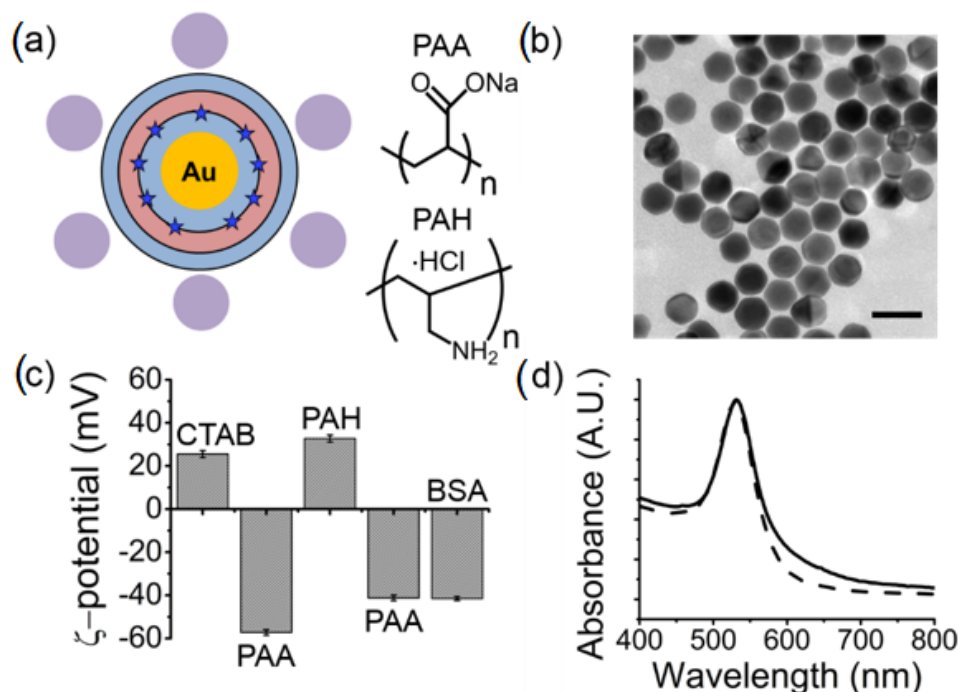 (a)
Au
PAA
O
ONa
n
PAH
·HCl
NH2
n
(b)
(c)
ζ-potential (mV)
60
40
20
0
-20
-40
-60
CTAB
PAA
PAH
PAA
BSA
(d)
Absorbance (A.U.)
400 500 600 700 800
Wavelength (nm)